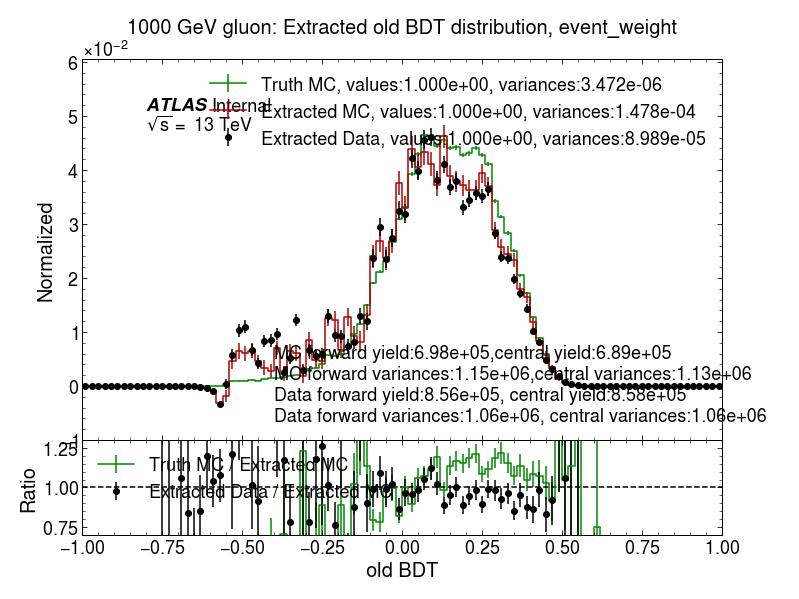 1000 GeV gluon: Extracted old BDT distribution, event_weight
×10⁻²
Truth MC, values:1.000e+00, variances:3.472e-06
ATLAS Internal
Extracted MC, values:1.000e+00, variances:1.478e-04
√s = 13 TeV
Extracted Data, values:1.000e+00, variances:8.989e-05
Normalized
6
5
4
3
2
1
0
−1
MC forward yield:6.98e+05,central yield:6.89e+05
MC forward variances:1.15e+06,central variances:1.13e+06
Data forward yield:8.56e+05, central yield:8.58e+05
Data forward variances:1.06e+06, central variances:1.06e+06
Ratio
1.25
1.00
0.75
Truth MC / Extracted MC
Extracted Data / Extracted MC
−1.00 −0.75 −0.50 −0.25 0.00 0.25 0.50 0.75 1.00
old BDT